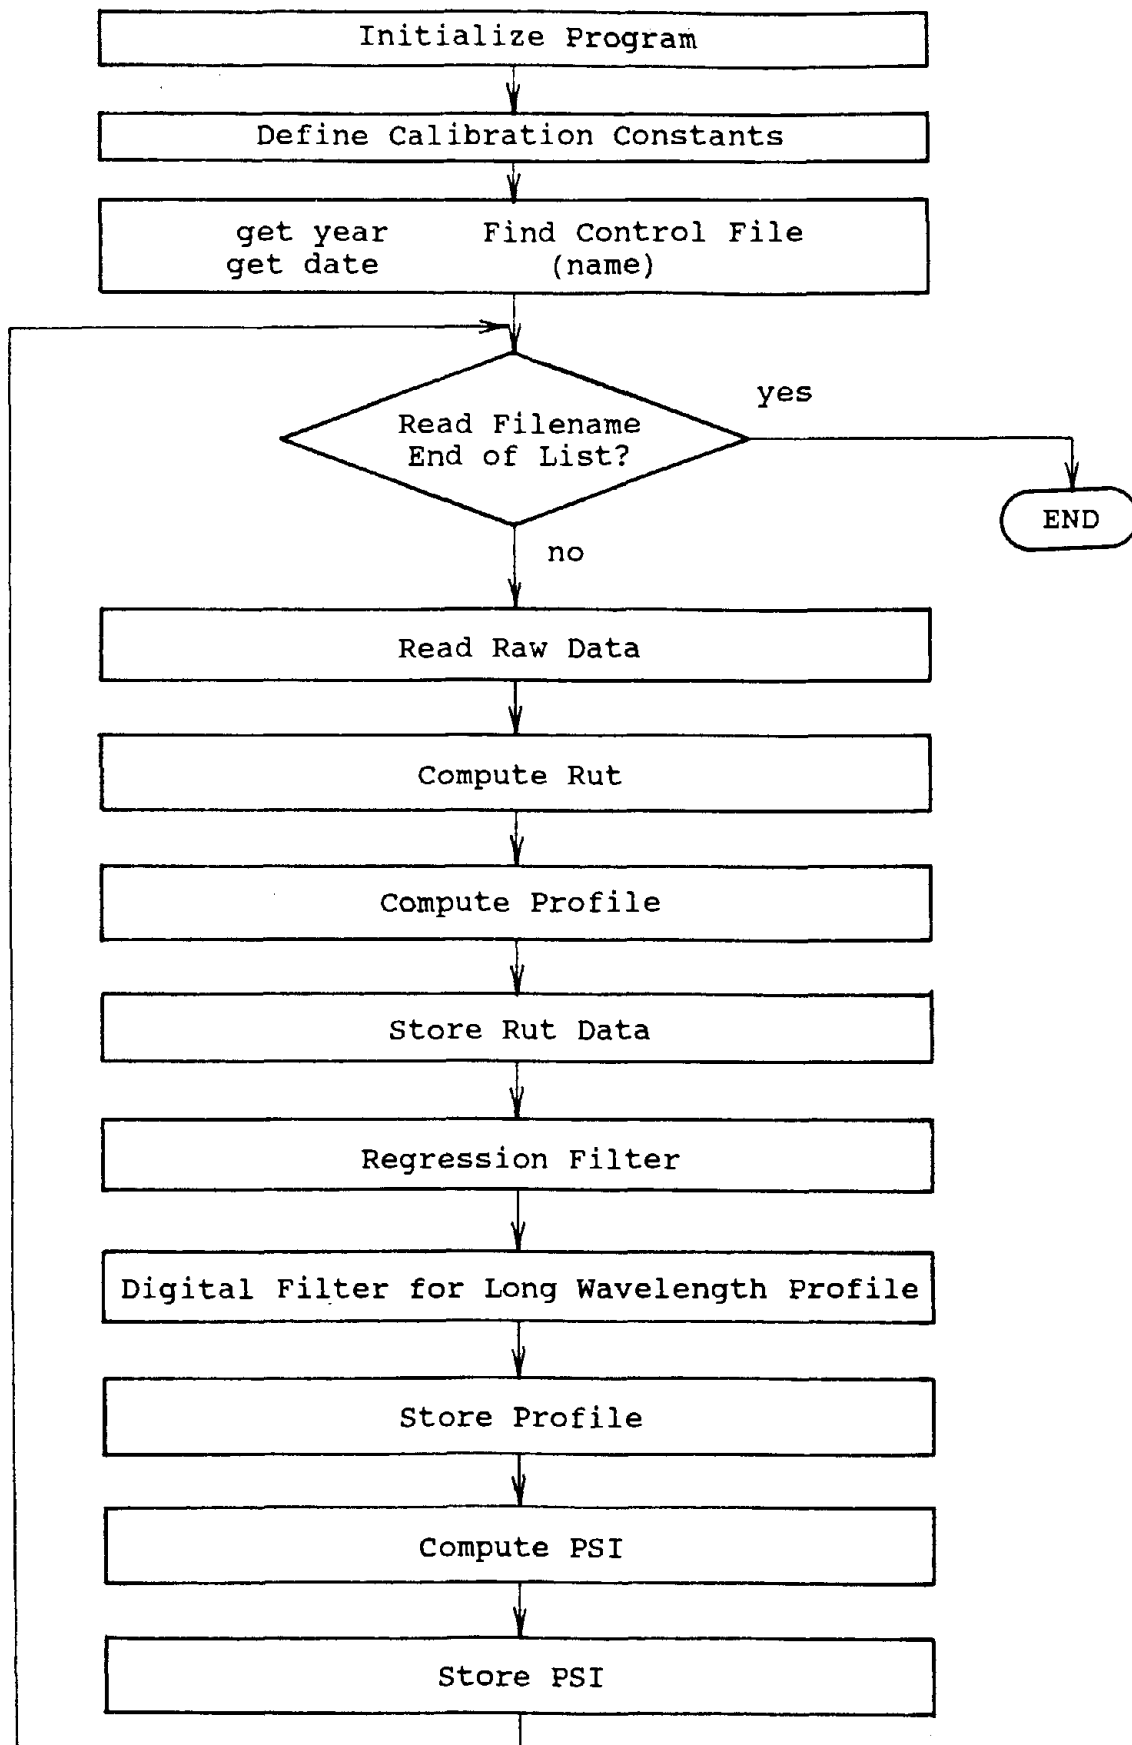 Initialize Program
Define Calibration Constants
get year Find Control File
get date (name)
Read Filename
End of List?
yes
END
no
Read Raw Data
Compute Rut
Compute Profile
Store Rut Data
Regression Filter
Digital Filter for Long Wavelength Profile
Store Profile
Compute PSI
Store PSI